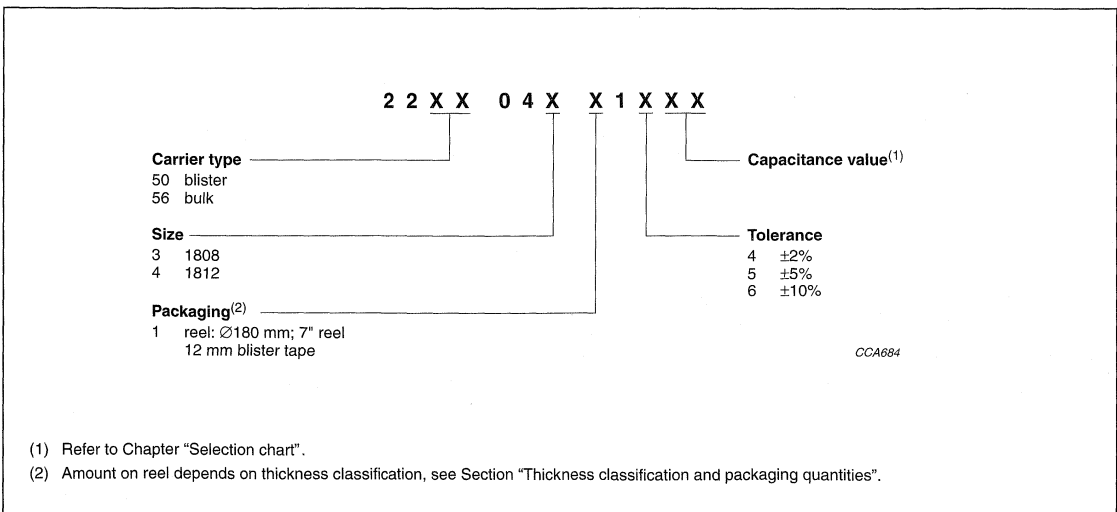 2 2 X X 0 4 X X 1 X X X
Carrier type
50 blister
56 bulk
Size
3 1808
4 1812
Packaging(2)
1 reel: Ø180 mm; 7" reel
12 mm blister tape
Capacitance value(1)
Tolerance
4 ±2%
5 ±5%
6 ±10%
CCA684
(1) Refer to Chapter “Selection chart”.
(2) Amount on reel depends on thickness classification, see Section “Thickness classification and packaging quantities”.